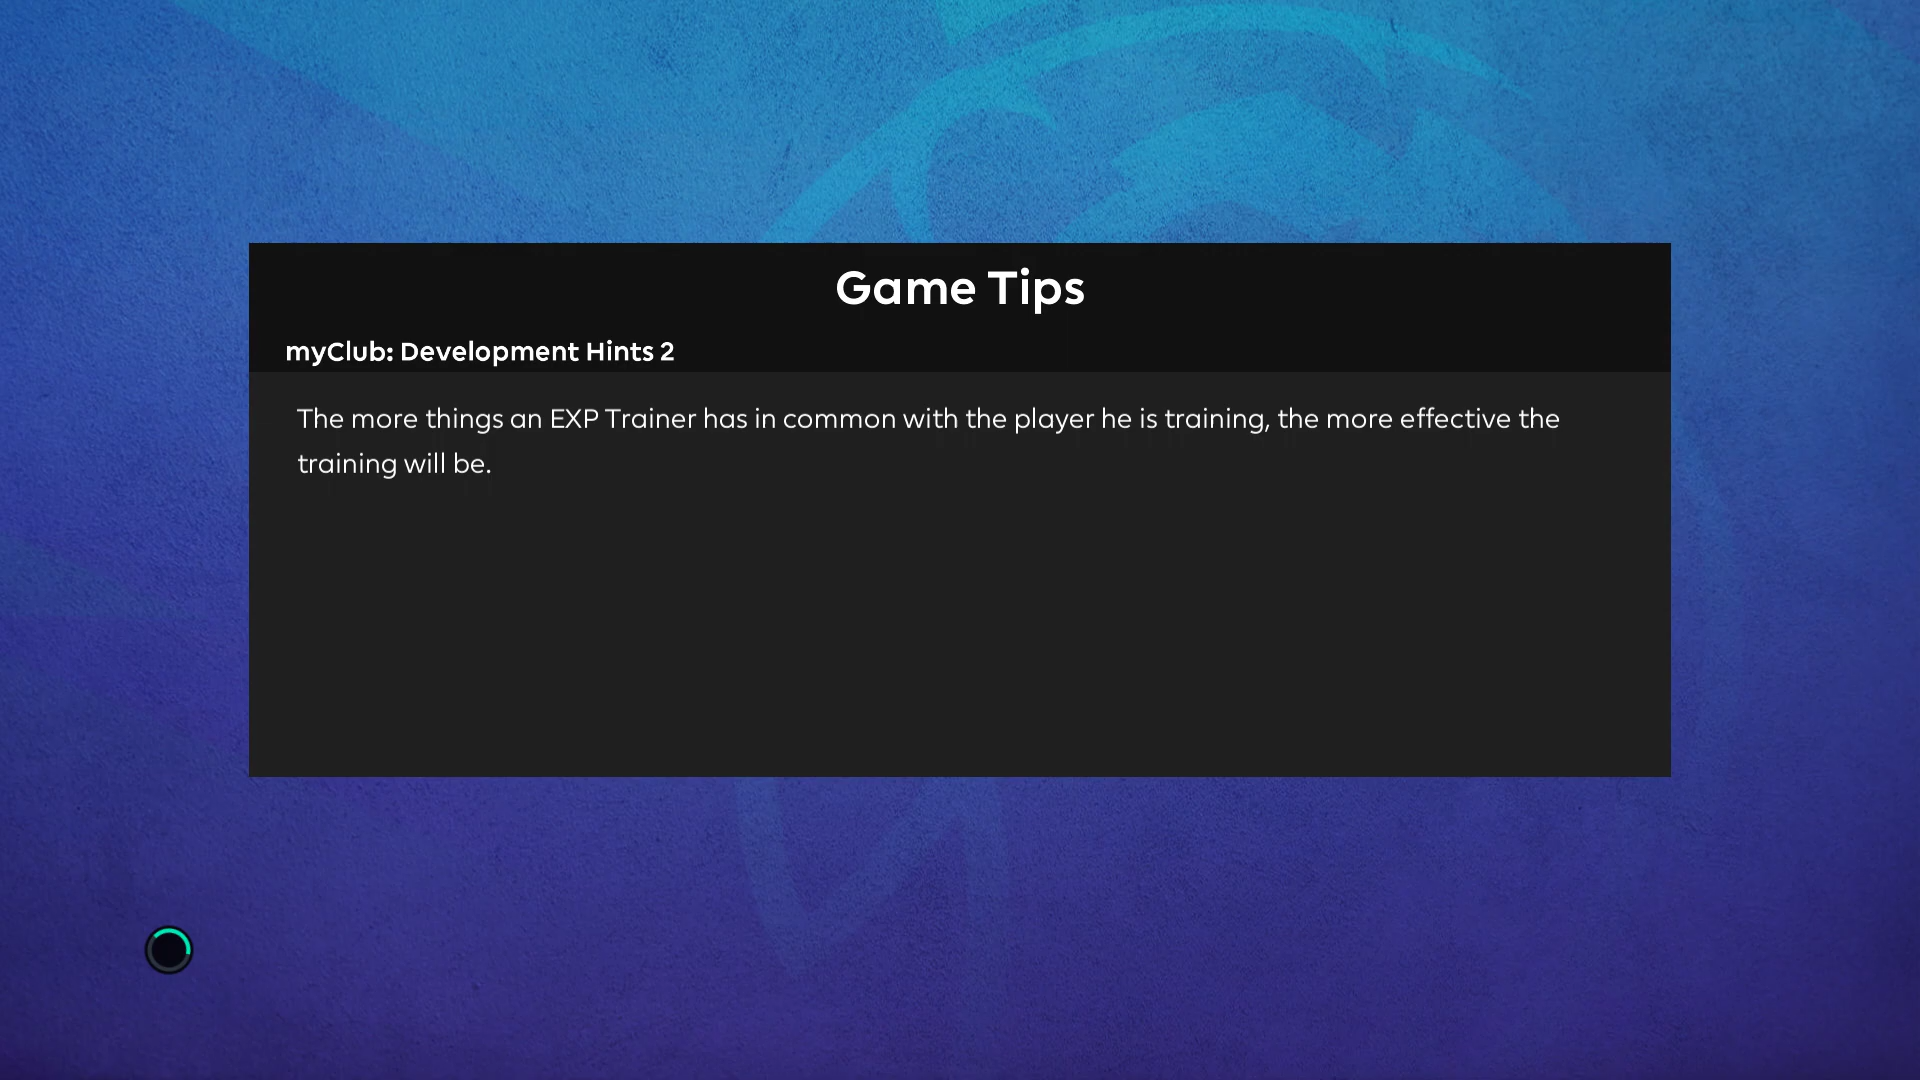 Game Tips
myClub: Development Hints 2
The more things an EXP Trainer has in common with the player he is training, the more effective the
training will be.